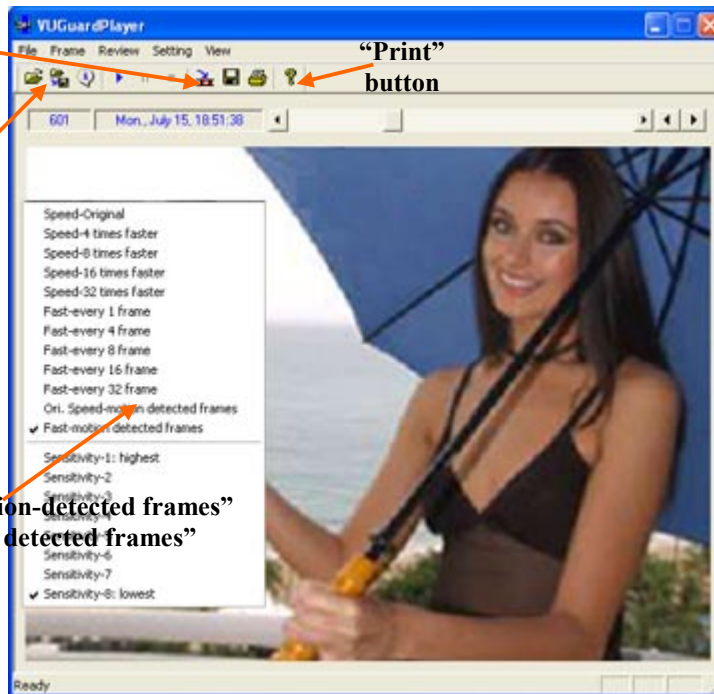 VUGuardPlayer
File Frame Review Setting View
“Print”
button
601 Mon., July 15, 18:51:38
Speed-Original
Speed-4 times faster
Speed-8 times faster
Speed-16 times faster
Speed-32 times faster
Fast-every 1 frame
Fast-every 4 frame
Fast-every 8 frame
Fast-every 16 frame
Fast-every 32 frame
Ori. Speed-motion detected frames
Fast-motion detected frames
Sensitivity-1: highest
Sensitivity-2
Sensitivity-3
ion-detected frames”
Sensitivity-4
detected frames”
Sensitivity-6
Sensitivity-7
Sensitivity-8: lowest
Ready